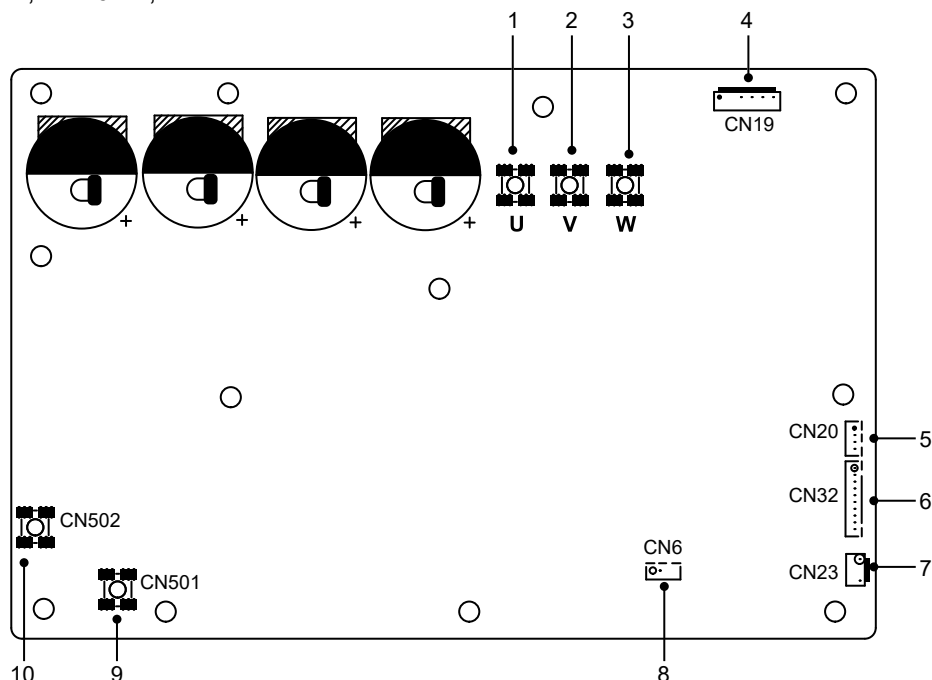 1 2 3 4
CN19
+ + + +
U V W
CN20 5
CN32 6
CN502
CN6
CN23 7
CN501
10 9 8